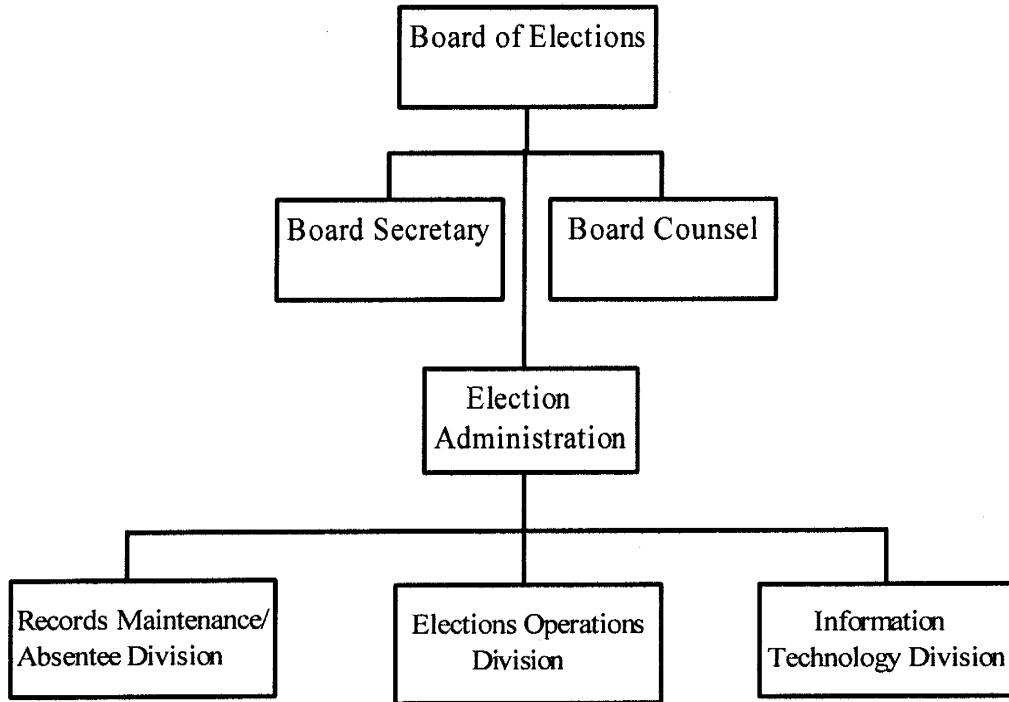 Board of Elections
Board Secretary
Board Counsel
Election
Administration
Records Maintenance/
Absentee Division
Elections Operations
Division
Information
Technology Division